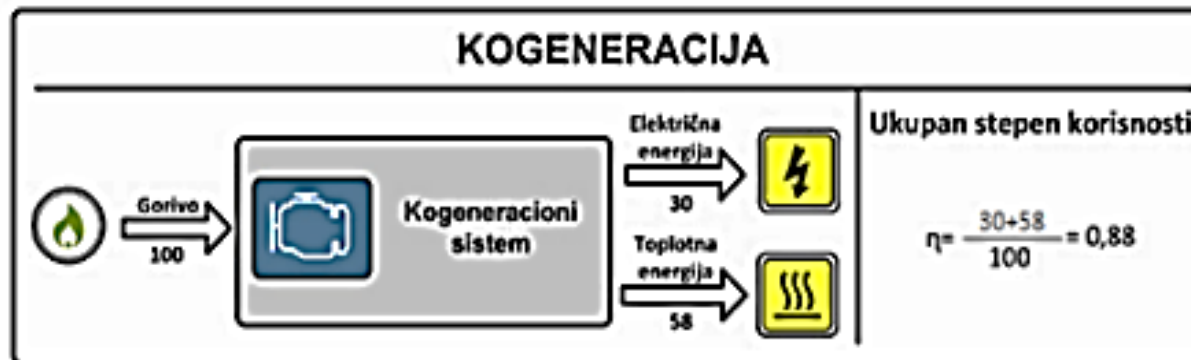 KOGENERACIJA
Gorivo
100
Kogeneracioni
sistem
Električna
energija
30
Toplotna
energija
58
Ukupan stepen korisnosti
η= 30+58
100
= 0,88